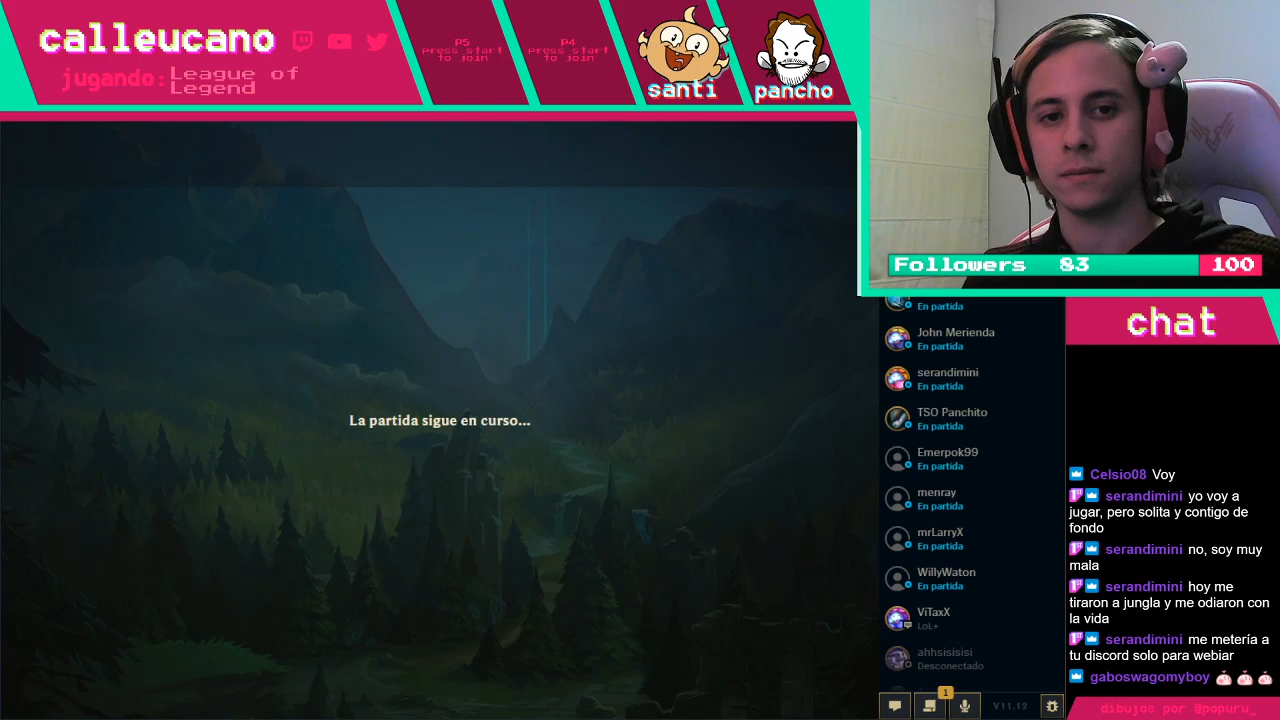 calleucano
jugando: League of
Legend
P5
press start
to join
P4
press start
to join
santi
pancho
Followers 83 100
La partida sigue en curso...
En partida
John Merienda
En partida
serandimini
En partida
TSO Panchito
En partida
Emerpok99
En partida
menray
En partida
mrLarryX
En partida
WillyWaton
En partida
ViTaxX
LoL+
ahhsisisisi
Desconectado
1
V11.12
chat
Celsio08 Voy
serandimini yo voy a
jugar, pero solita y contigo de
fondo
serandimini no, soy muy
mala
serandimini hoy me
tiraron a jungla y me odiaron con
la vida
serandimini me metería a
tu discord solo para webiar
gaboswagomyboy
dibujos por @popuru_